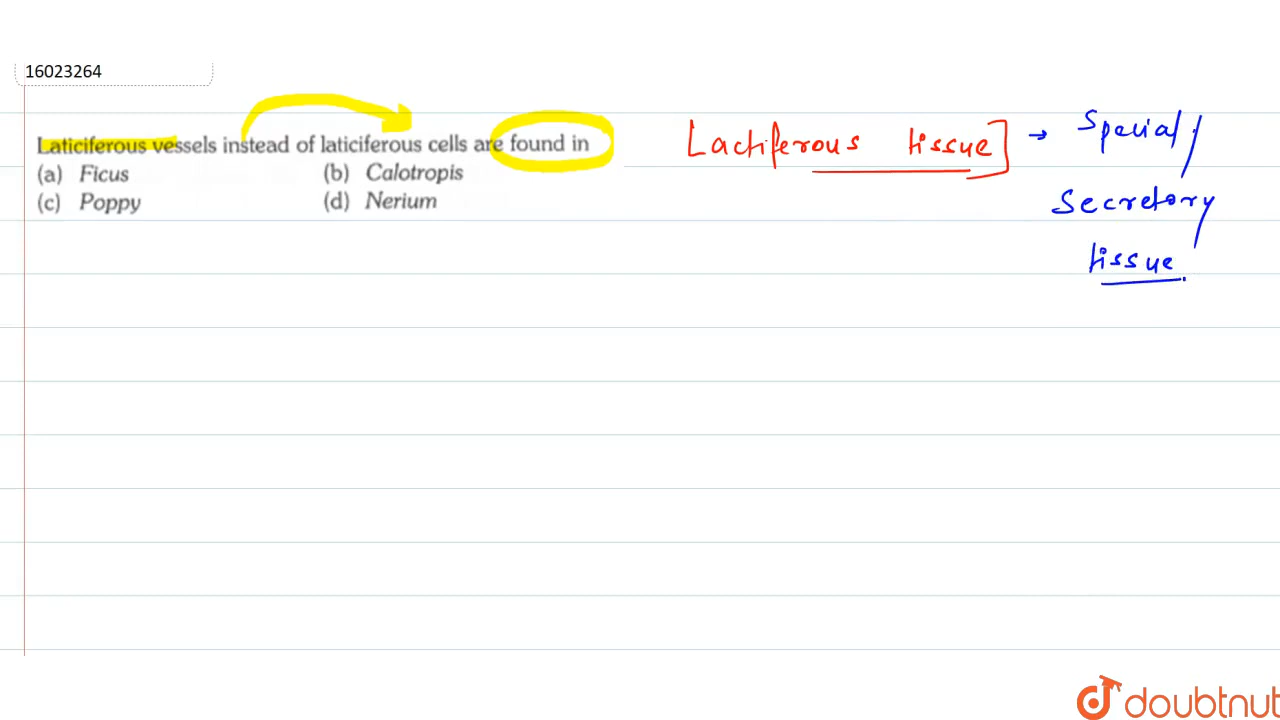 16023264
Laticiferous vessels instead of laticiferous cells are found in
(a) Ficus (b) Calotropis
(c) Poppy (d) Nerium
Lactiferous tissue] → Special
Secretory
tissue
doubtnut